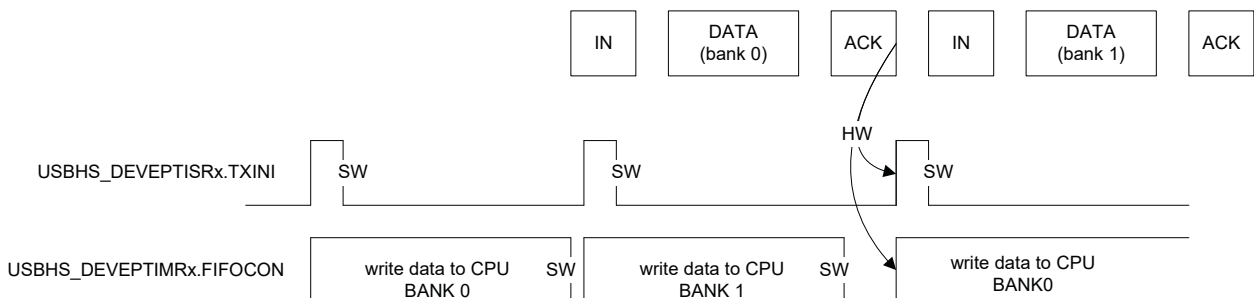 IN
DATA
(bank 0)
ACK
IN
DATA
(bank 1)
ACK
HW
USBHS_DEVEPTISRx.TXINI
SW
SW
SW
USBHS_DEVEPTIMRx.FIFOCON
write data to CPU
BANK 0
SW
write data to CPU
BANK 1
SW
write data to CPU
BANK0